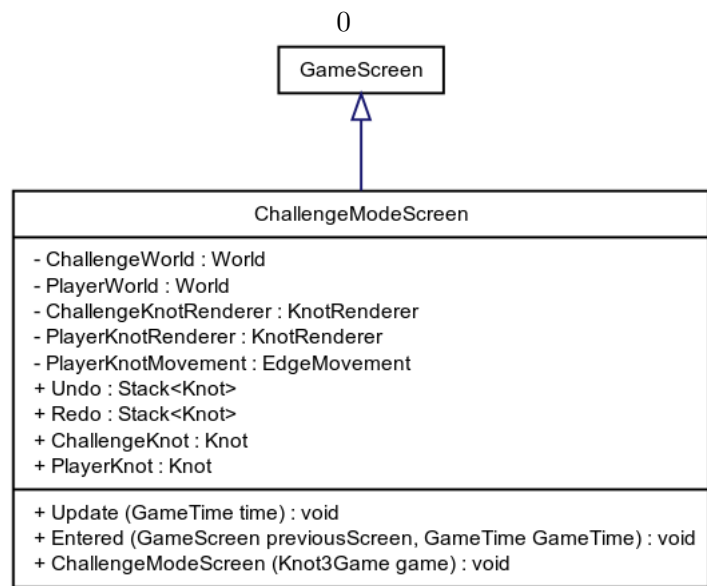 0
GameScreen
ChallengeModeScreen
- ChallengeWorld : World
- PlayerWorld : World
- ChallengeKnotRenderer : KnotRenderer
- PlayerKnotRenderer : KnotRenderer
- PlayerKnotMovement : EdgeMovement
+ Undo : Stack<Knot>
+ Redo : Stack<Knot>
+ ChallengeKnot : Knot
+ PlayerKnot : Knot
+ Update (GameTime time) : void
+ Entered (GameScreen previousScreen, GameTime GameTime) : void
+ ChallengeModeScreen (Knot3Game game) : void